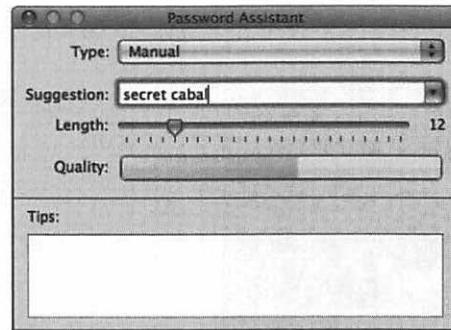 Password Assistant
Type: Manual
Suggestion: secret cabal
Length: 12
Quality:
Tips: